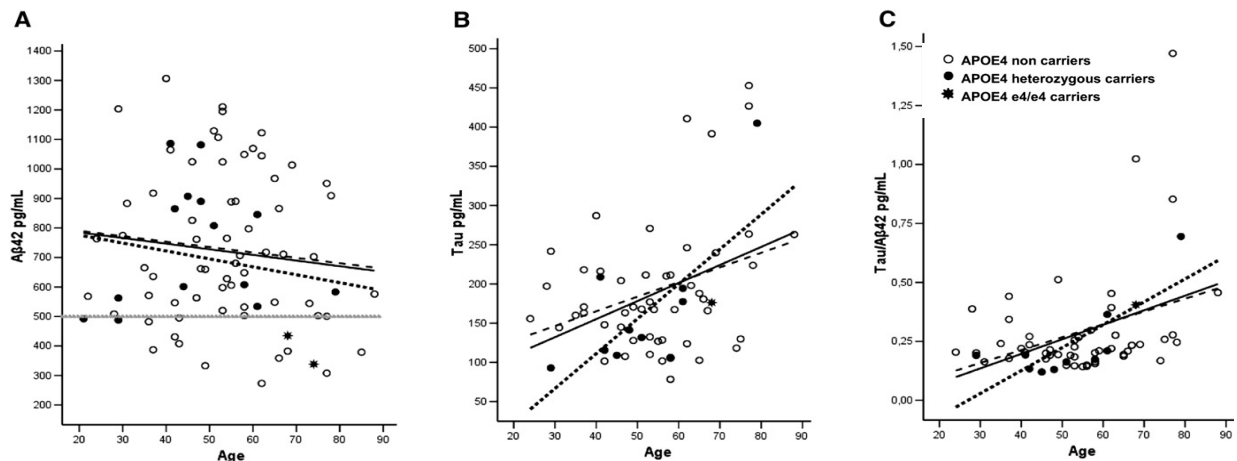 A
Aβ42 pg/mL
1400
1300
1200
1100
1000
900
800
700
600
500
400
300
200
20 30 40 50 60 70 80 90
Age
B
Tau pg/mL
500
450
400
350
300
250
200
150
100
50
20 30 40 50 60 70 80 90
Age
C
Tau/Aβ42 pg/mL
1,50
1,25
1,00
0,75
0,50
0,25
0,00
APOE4 non carriers
APOE4 heterozygous carriers
APOE4 e4/e4 carriers
20 30 40 50 60 70 80 90
Age